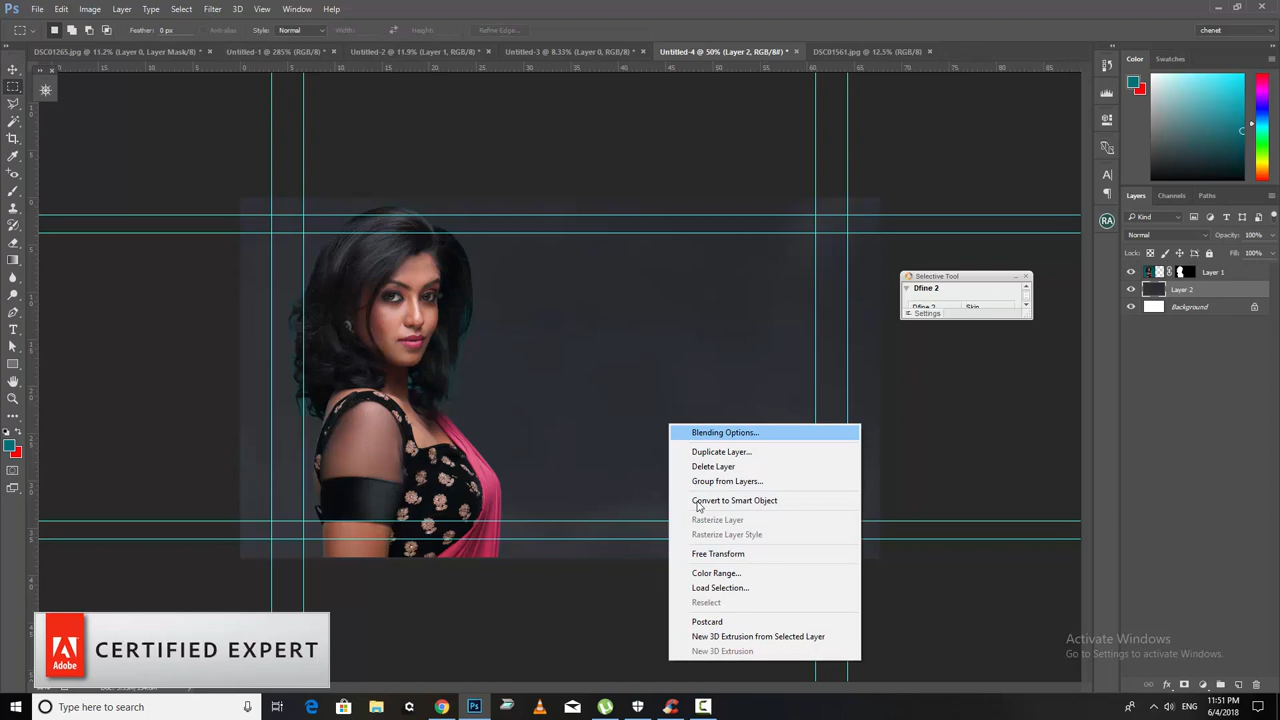 Ps File Edit Image Layer Type Select Filter 3D View Window Help
Feather: 0 px Anti-alias Style: Normal Width: Height: Refine Edge... chenet
DSC01265.jpg @ 11.2% (Layer 0, Layer Mask/8) * × Untitled-1 @ 285% (RGB/8) * × Untitled-2 @ 11.9% (Layer 1, RGB/8) * × Untitled-3 @ 8.33% (Layer 0, RGB/8) * × Untitled-4 @ 50% (Layer 2, RGB/8#) * × DSC01561.jpg @ 12.5% (RGB/8) ×
Color Swatches
Layers Channels Paths
Kind
Normal Opacity: 100%
Lock: Fill: 100%
Layer 1
Layer 2
Background
RA
Selective Tool
Dfine 2
Dfine 2 Skin
Settings
Blending Options...
Duplicate Layer...
Delete Layer
Group from Layers...
Convert to Smart Object
Rasterize Layer
Rasterize Layer Style
Free Transform
Color Range...
Load Selection...
Reselect
Postcard
New 3D Extrusion from Selected Layer
New 3D Extrusion
Adobe
CERTIFIED EXPERT
Activate Windows
Go to Settings to activate Windows.
Type here to search
11:51 PM
6/4/2018